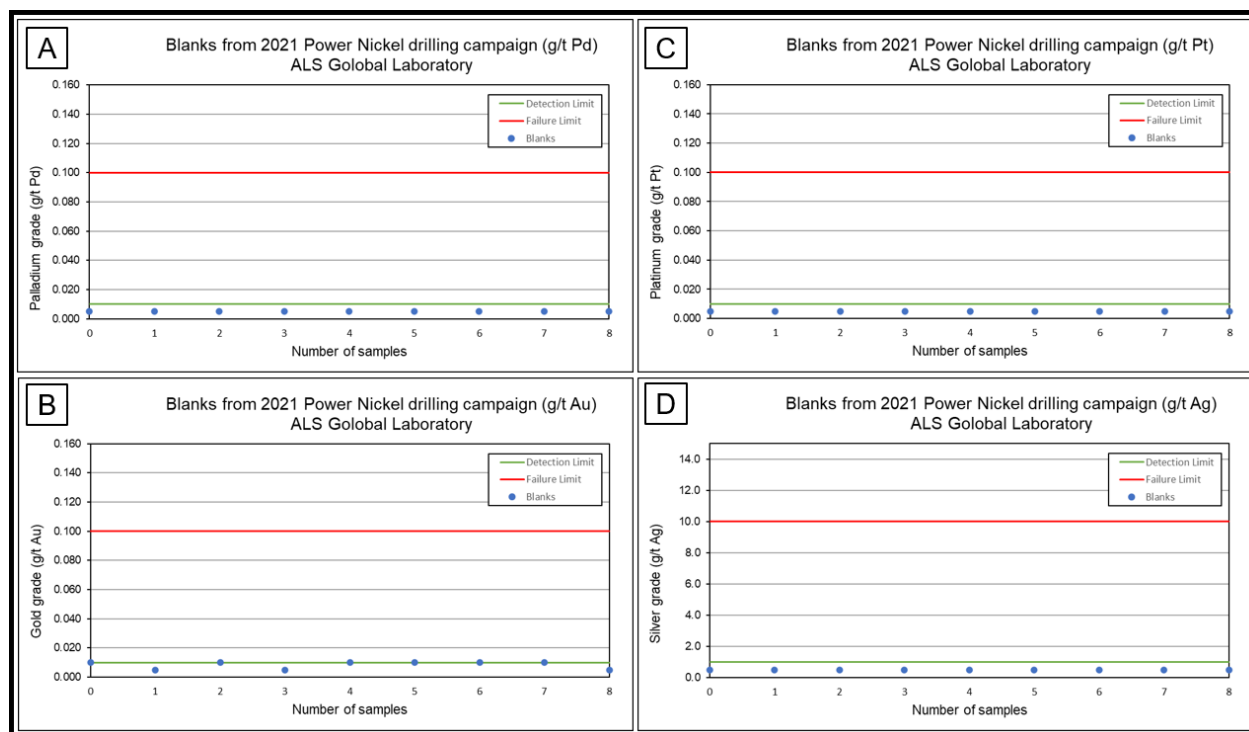 A
Blanks from 2021 Power Nickel drilling campaign (g/t Pd)
ALS Golobal Laboratory
0.160
0.140
0.120
0.100
0.080
0.060
0.040
0.020
0.000
Palladium grade (g/t Pd)
Detection Limit
Failure Limit
Blanks
0 1 2 3 4 5 6 7 8
Number of samples
C
Blanks from 2021 Power Nickel drilling campaign (g/t Pt)
ALS Golobal Laboratory
0.160
0.140
0.120
0.100
0.080
0.060
0.040
0.020
0.000
Platinum grade (g/t Pt)
Detection Limit
Failure Limit
Blanks
0 1 2 3 4 5 6 7 8
Number of samples
B
Blanks from 2021 Power Nickel drilling campaign (g/t Au)
ALS Golobal Laboratory
0.160
0.140
0.120
0.100
0.080
0.060
0.040
0.020
0.000
Gold grade (g/t Au)
Detection Limit
Failure Limit
Blanks
0 1 2 3 4 5 6 7 8
Number of samples
D
Blanks from 2021 Power Nickel drilling campaign (g/t Ag)
ALS Golobal Laboratory
14.0
12.0
10.0
8.0
6.0
4.0
2.0
0.0
Silver grade (g/t Ag)
Detection Limit
Failure Limit
Blanks
0 1 2 3 4 5 6 7 8
Number of samples